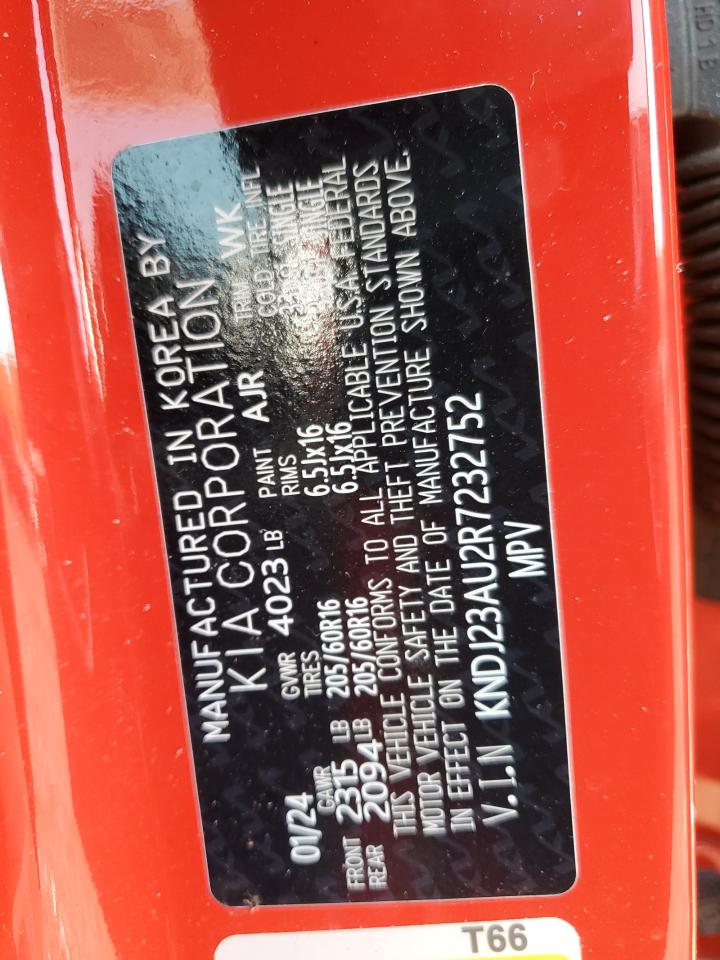 MANUFACTURED IN KOREA BY
KIA CORPORATION
01/24 GVWR 4023 LB PAINT AJR TRIM WK
GAWR TIRES RIMS COLD TRE INFL
FRONT 2315 LB 205/60R16 6.5Jx16 SINGLE
REAR 2094 LB 205/60R16 6.5Jx16 SINGLE
THIS VEHICLE CONFORMS TO ALL APPLICABLE U.S.A. FEDERAL
MOTOR VEHICLE SAFETY AND THEFT PREVENTION STANDARDS
IN EFFECT ON THE DATE OF MANUFACTURE SHOWN ABOVE.
V.I.N KNDJ23AU2R7232752
MPV
T66